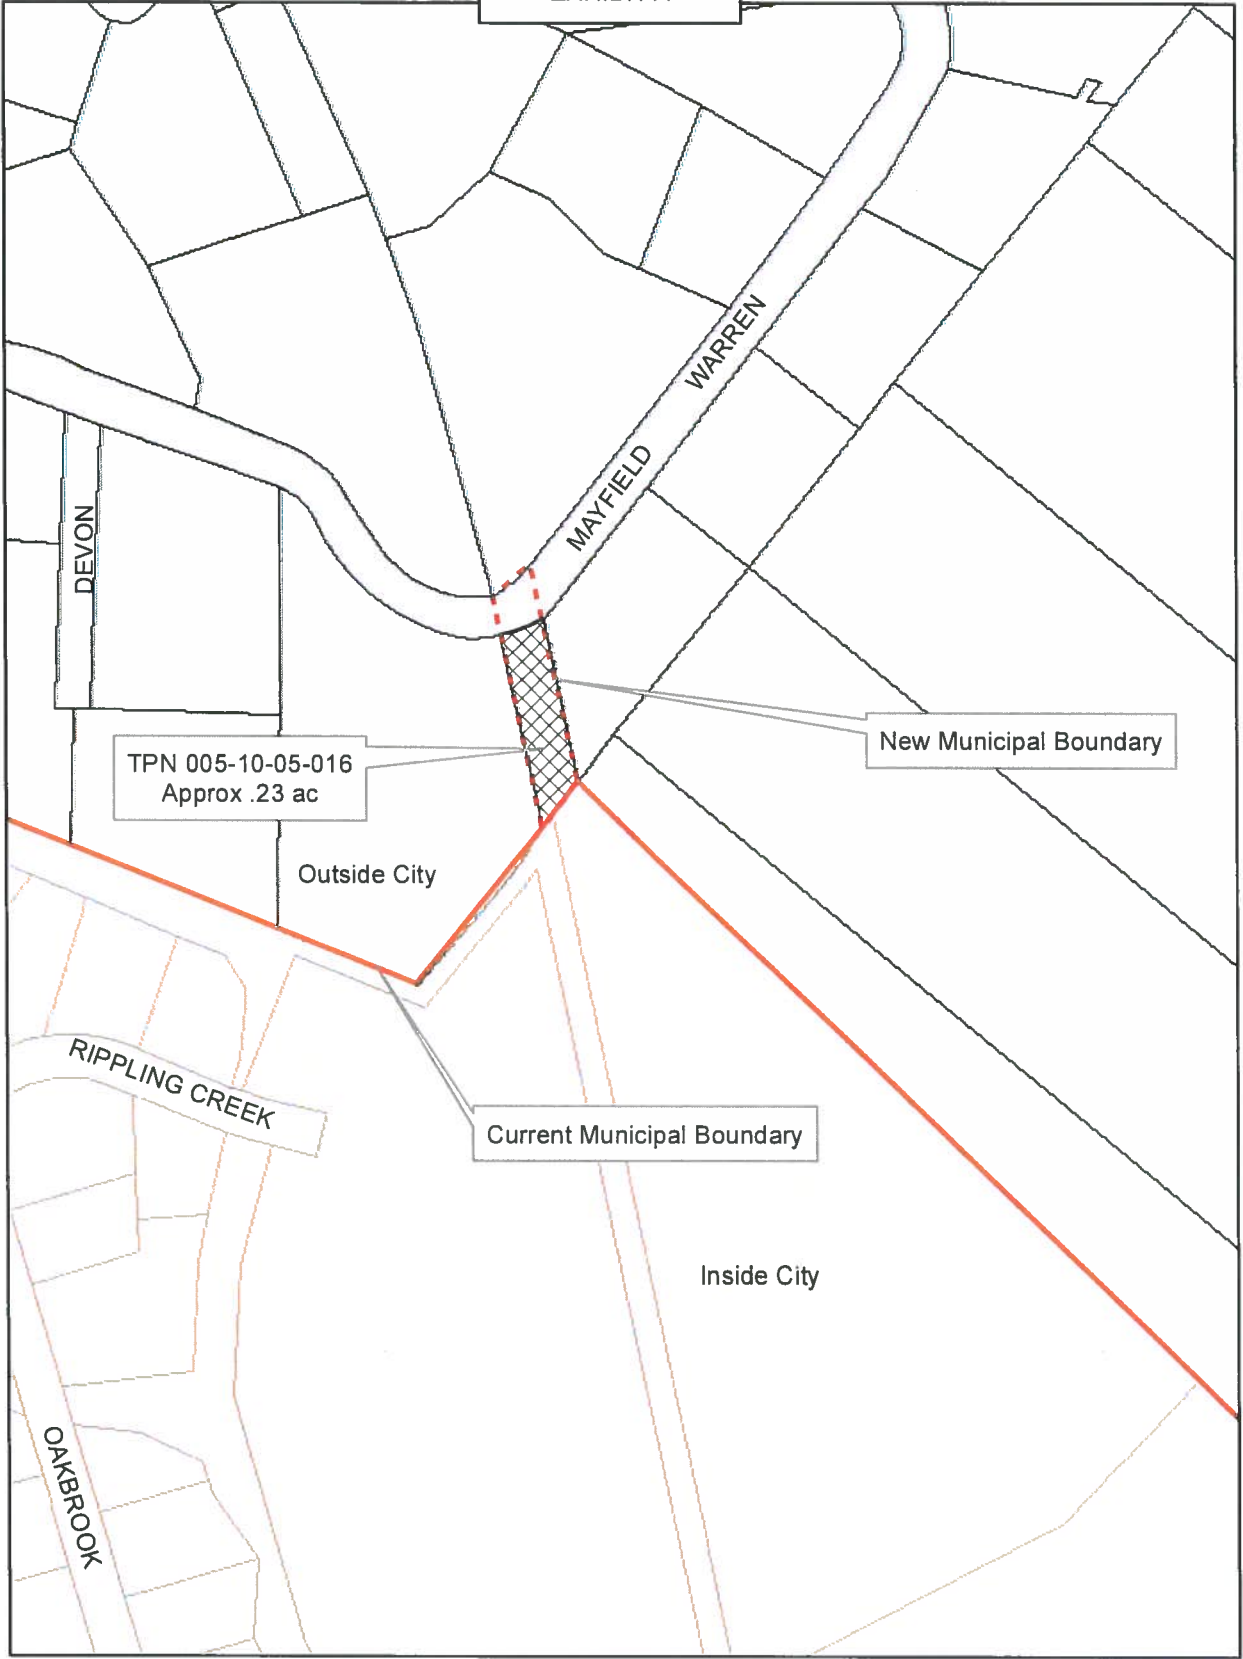 WARREN
MAYFIELD
DEVON
New Municipal Boundary
TPN 005-10-05-016
Approx .23 ac
Outside City
RIPPLING CREEK
Current Municipal Boundary
Inside City
OAKBROOK